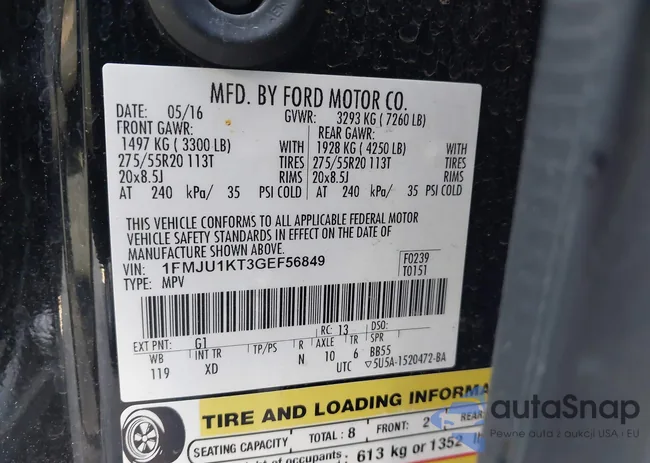 MFD. BY FORD MOTOR CO.
DATE: 05/16 GVWR: 3293 KG ( 7260 LB)
FRONT GAWR: REAR GAWR:
1497 KG ( 3300 LB) WITH 1928 KG ( 4250 LB) WITH
275/55R20 113T TIRES 275/55R20 113T TIRES
20x8.5J RIMS 20x8.5J RIMS
AT 240 kPa/ 35 PSI COLD AT 240 kPa/ 35 PSI COLD
THIS VEHICLE CONFORMS TO ALL APPLICABLE FEDERAL MOTOR
VEHICLE SAFETY STANDARDS IN EFFECT ON THE DATE OF
MANUFACTURE SHOWN ABOVE.
VIN: 1FMJU1KT3GEF56849 F0239
TYPE: MPV T0151
EXT PNT: G1 RC: 13 DSO:
WB INT TR TP/PS R AXLE TR SPR
119 XD N 10 6 BB55
UTC ▽5U5A-1520472-BA
TIRE AND LOADING INFORMA
SEATING CAPACITY TOTAL: 8 FRONT: 2 REAR
of occupants 613 kg or 1352
autaSnap
Pewne auta z aukcji USA i EU